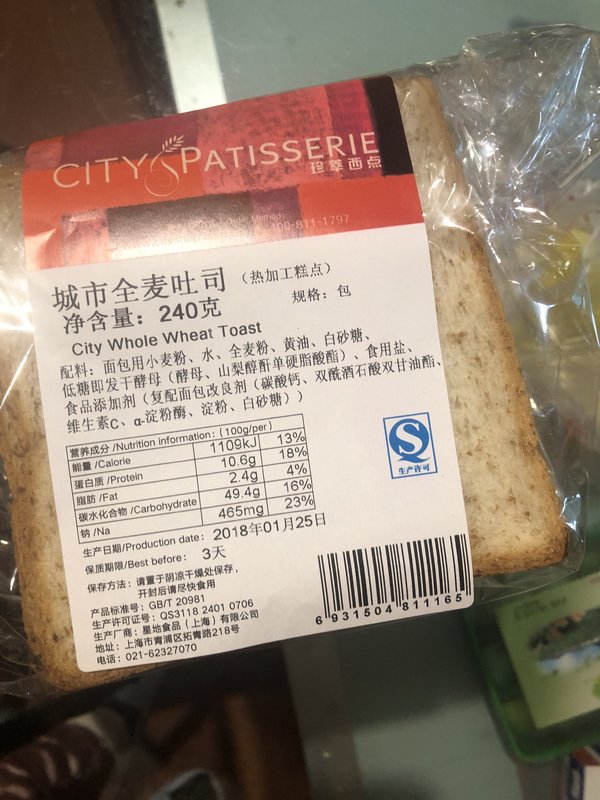 CITY PATISSERIE
珍萃西点
Order Method:
400-811-1797
城市全麦吐司 (热加工糕点)
净含量: 240克 规格: 包
City Whole Wheat Toast
配料: 面包用小麦粉、水、全麦粉、黄油、白砂糖、
低糖即发干酵母(酵母、山梨醇酐单硬脂酸酯)、食用盐、
食品添加剂(复配面包改良剂(碳酸钙、双酰酒石酸双甘油酯、
维生素C、α-淀粉酶、淀粉、白砂糖))
营养成分 /Nutrition information: (100g/per)
能量 /Calorie 1109kJ 13%
蛋白质 /Protein 10.6g 18%
脂肪 /Fat 2.4g 4%
碳水化合物 /Carbohydrate 49.4g 16%
钠 /Na 465mg 23%
生产许可
生产日期/Production date: 2018年01月25日
保质期限/Best before: 3天
保存方法: 请置于阴凉干燥处保存,
开封后请尽快食用
产品标准号: GB/T 20981
生产许可证号: QS3118 2401 0706
生产厂商: 星地食品(上海)有限公司
地址: 上海市青浦区拓青路218号
电话: 021-62327070
6 931504 811165